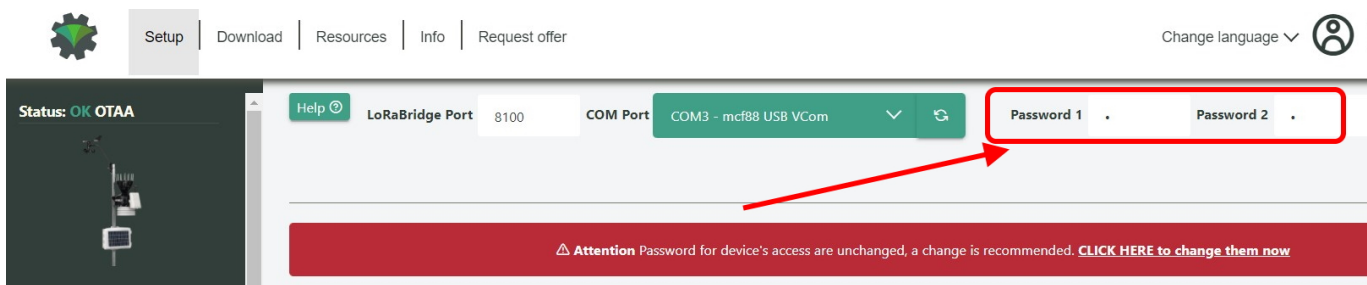 Setup Download Resources Info Request offer Change language
Status: OK OTAA
Help LoRaBridge Port 8100 COM Port COM3 - mcf88 USB VCom Password 1 . Password 2 .
Attention Password for device's access are unchanged, a change is recommended. CLICK HERE to change them now